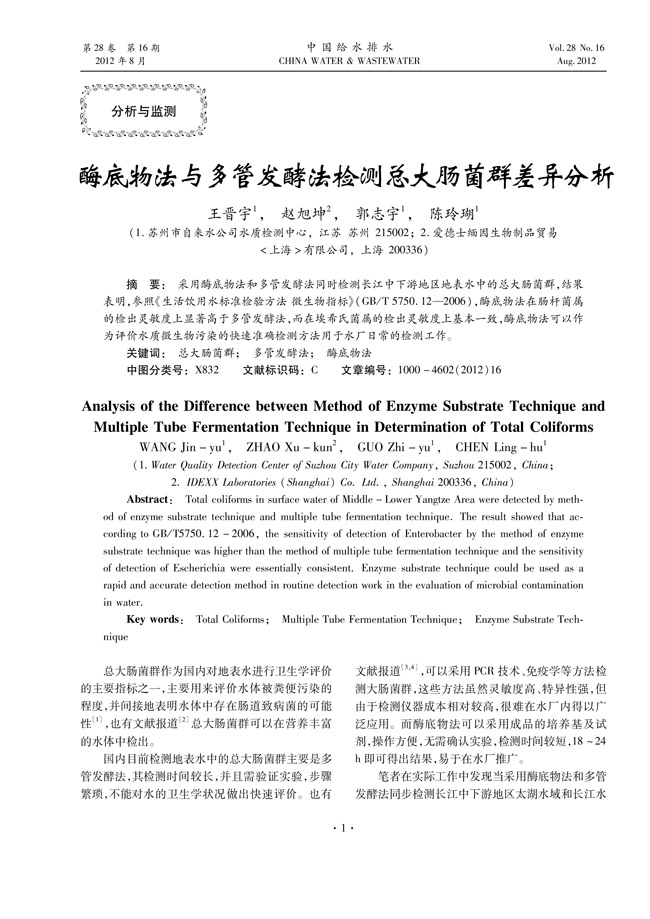 第 28 卷　第 16 期
中 国 给 水 排 水
Vol. 28 No. 16
2012 年 8 月
CHINA WATER & WASTEWATER
Aug. 2012
分析与监测
酶底物法与多管发酵法检测总大肠菌群差异分析
王晋宇1， 赵旭坤2， 郭志宇1， 陈玲瑚1
(1. 苏州市自来水公司水质检测中心，江苏 苏州 215002；2. 爱德士缅因生物制品贸易
<上海>有限公司，上海 200336)
摘　要： 采用酶底物法和多管发酵法同时检测长江中下游地区地表水中的总大肠菌群,结果
表明,参照《生活饮用水标准检验方法 微生物指标》(GB/T 5750. 12—2006),酶底物法在肠杆菌属
的检出灵敏度上显著高于多管发酵法,而在埃希氏菌属的检出灵敏度上基本一致,酶底物法可以作
为评价水质微生物污染的快速准确检测方法用于水厂日常的检测工作。
关键词： 总大肠菌群； 多管发酵法； 酶底物法
中图分类号：X832　文献标识码：C　文章编号：1000 - 4602(2012)16
Analysis of the Difference between Method of Enzyme Substrate Technique and
Multiple Tube Fermentation Technique in Determination of Total Coliforms
WANG Jin - yu1， ZHAO Xu - kun2， GUO Zhi - yu1， CHEN Ling - hu1
(1. Water Quality Detection Center of Suzhou City Water Company, Suzhou 215002, China;
2. IDEXX Laboratories (Shanghai) Co. Ltd. , Shanghai 200336, China)
Abstract： Total coliforms in surface water of Middle - Lower Yangtze Area were detected by meth-
od of enzyme substrate technique and multiple tube fermentation technique. The result showed that ac-
cording to GB/T5750. 12 - 2006, the sensitivity of detection of Enterobacter by the method of enzyme
substrate technique was higher than the method of multiple tube fermentation technique and the sensitivity
of detection of Escherichia were essentially consistent. Enzyme substrate technique could be used as a
rapid and accurate detection method in routine detection work in the evaluation of microbial contamination
in water.
Key words： Total Coliforms； Multiple Tube Fermentation Technique； Enzyme Substrate Tech-
nique
总大肠菌群作为国内对地表水进行卫生学评价
的主要指标之一,主要用来评价水体被粪便污染的
程度,并间接地表明水体中存在肠道致病菌的可能
性[1],也有文献报道[2]总大肠菌群可以在营养丰富
的水体中检出。
国内目前检测地表水中的总大肠菌群主要是多
管发酵法,其检测时间较长,并且需验证实验,步骤
繁琐,不能对水的卫生学状况做出快速评价。也有
文献报道[3,4],可以采用 PCR 技术、免疫学等方法检
测大肠菌群,这些方法虽然灵敏度高、特异性强,但
由于检测仪器成本相对较高,很难在水厂内得以广
泛应用。而酶底物法可以采用成品的培养基及试
剂,操作方便,无需确认实验,检测时间较短,18 ~ 24
h 即可得出结果,易于在水厂推广。
笔者在实际工作中发现当采用酶底物法和多管
发酵法同步检测长江中下游地区太湖水域和长江水
· 1 ·